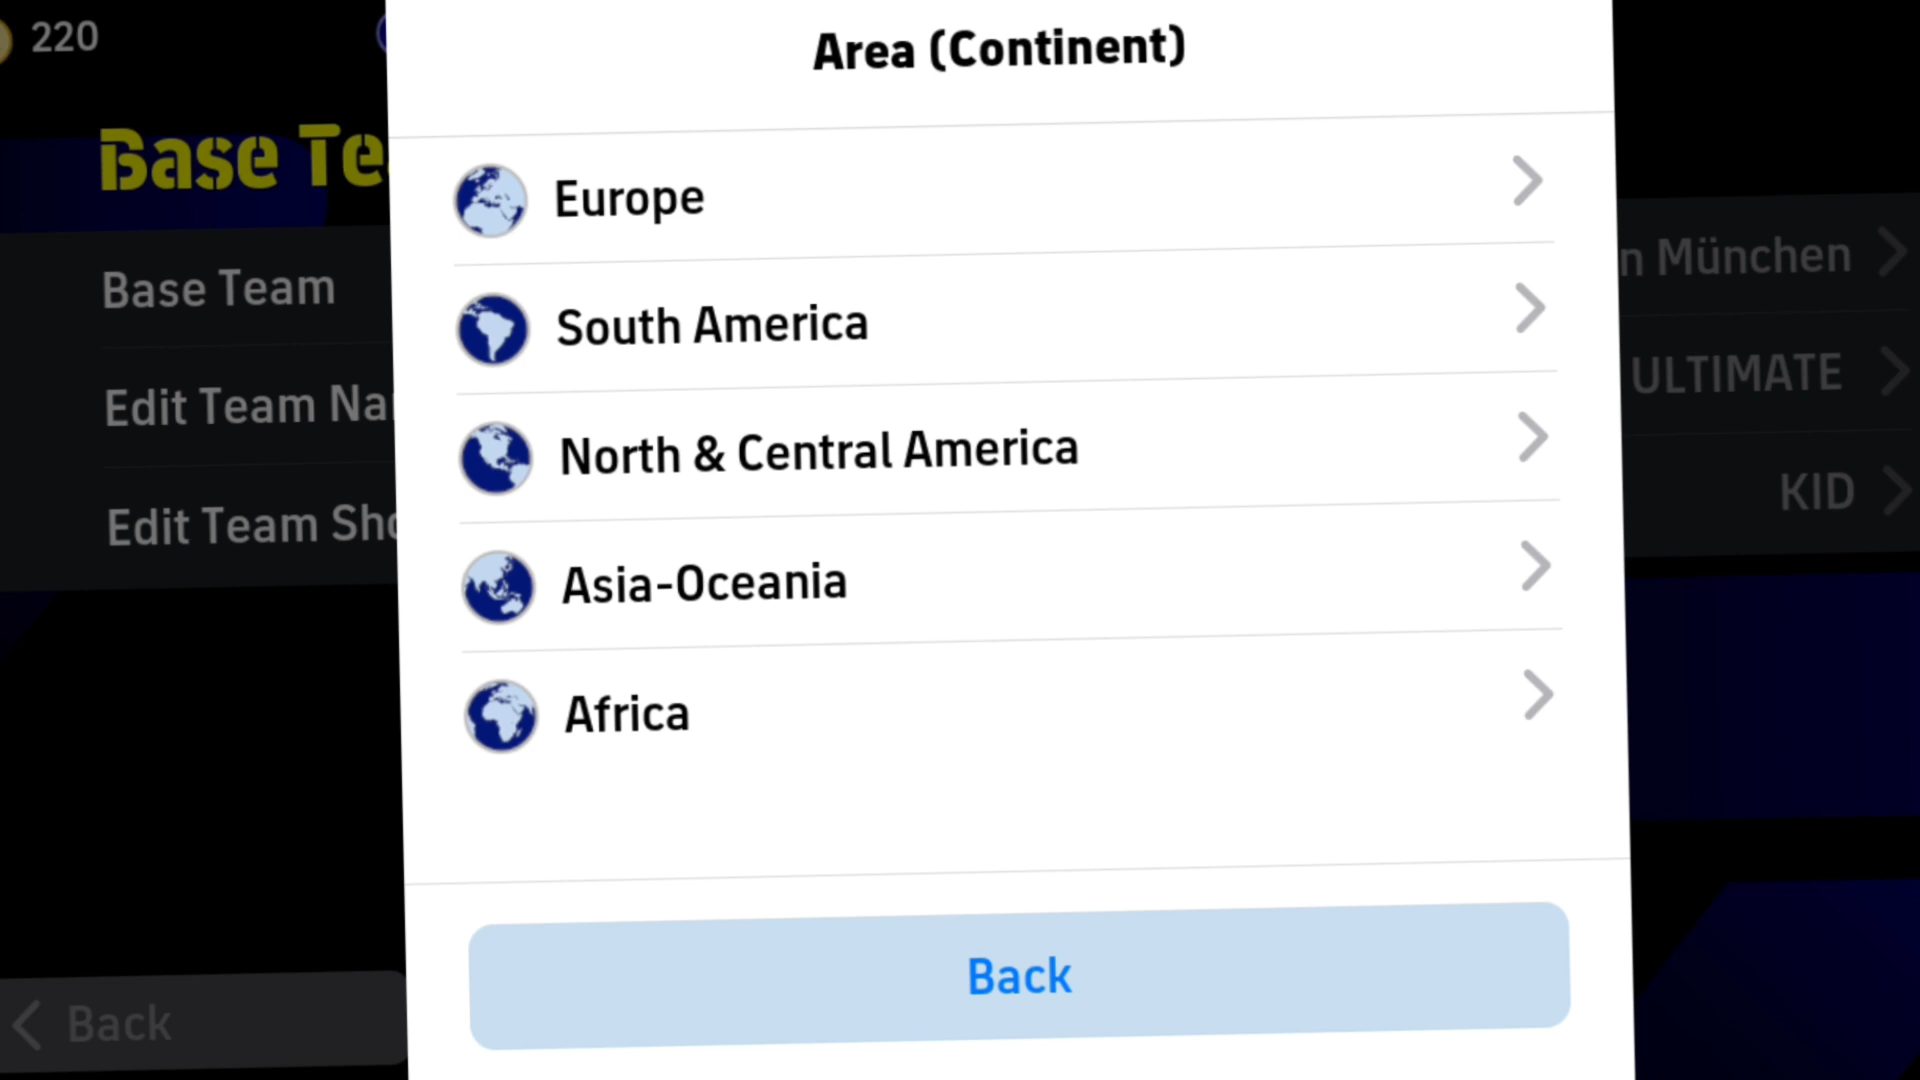 220
Area (Continent)
Base Te
Europe
Base Team
n München
South America
ULTIMATE
Edit Team Na
North & Central America
KID
Edit Team Sho
Asia-Oceania
Africa
Back
Back